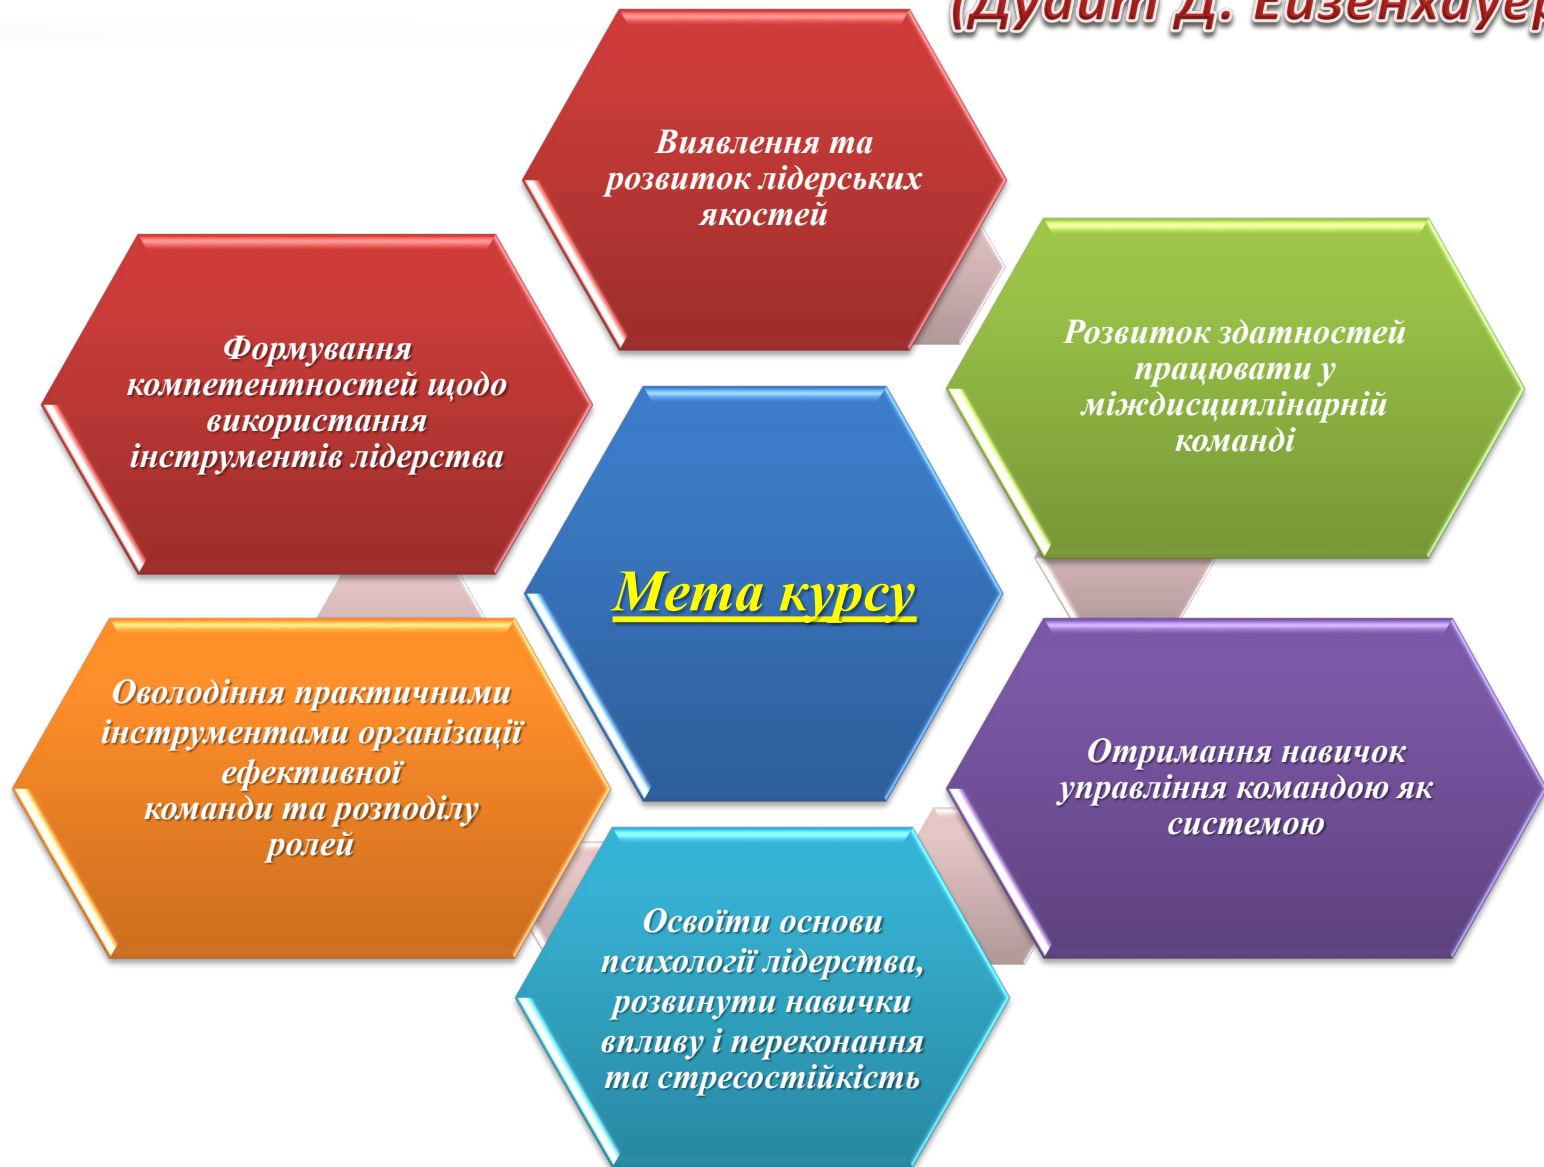 (Дуайт Д. Ейзенхауер
Виявлення та
розвиток лідерських
якостей
Розвиток здатностей
працювати у
міждисциплінарній
команді
Отримання навичок
управління командою як
системою
Освоїти основи
психології лідерства,
розвинути навички
впливу і переконання
та стресостійкість
Оволодіння практичними
інструментами організації
ефективної
команди та розподілу
ролей
Формування
компетентностей щодо
використання
інструментів лідерства
Мета курсу